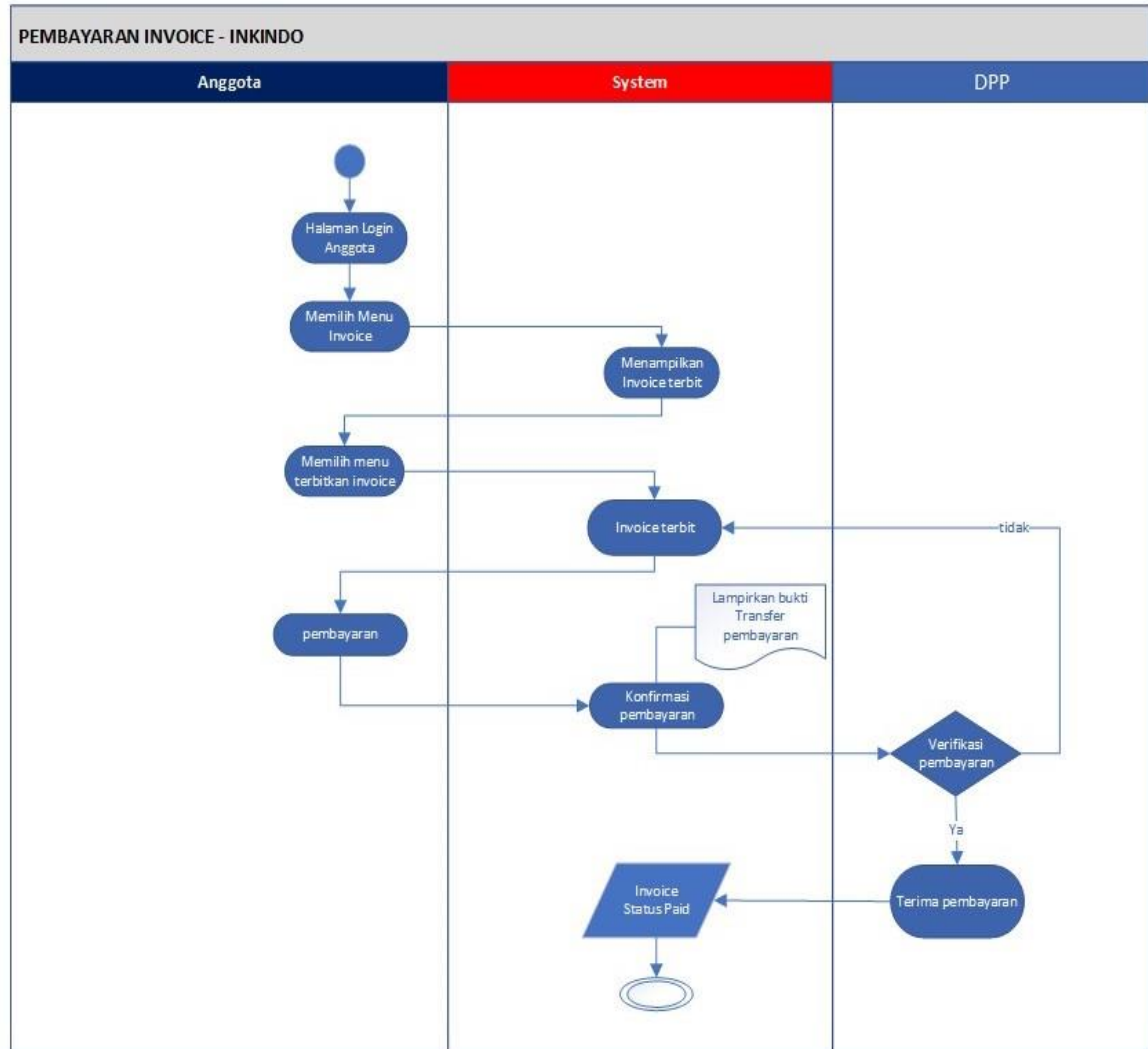 PEMBAYARAN INVOICE - INKINDO
Anggota
System
DPP
Halaman Login
Anggota
Memilih Menu
Invoice
Menampilkan
Invoice terbit
Memilih menu
terbitkan invoice
Invoice terbit
tidak
Lampirkan bukti
Transfer
pembayaran
pembayaran
Konfirmasi
pembayaran
Verifikasi
pembayaran
Ya
Invoice
Status Paid
Terima pembayaran